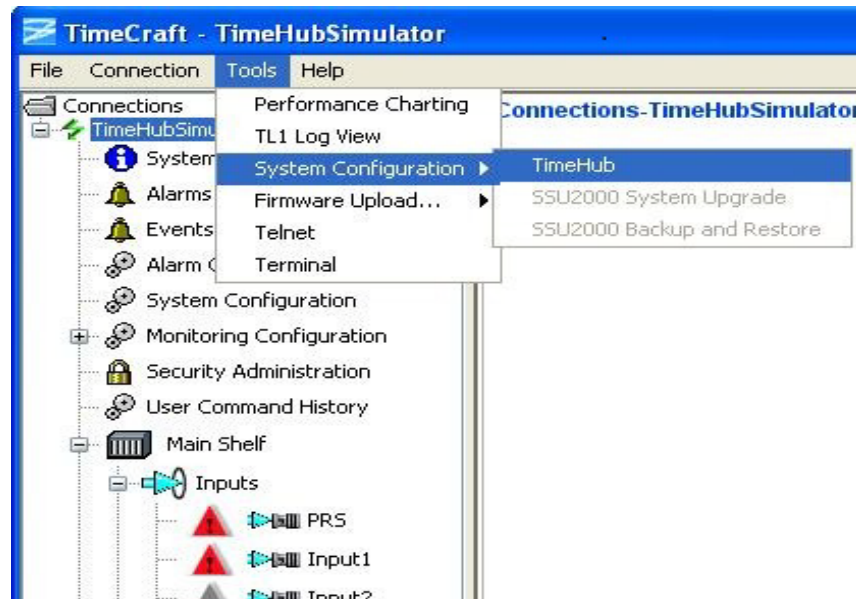 TimeCraft - TimeHubSimulator
File Connection Tools Help
Connections
TimeHubSimu
System
Alarms
Events
Alarm C
System Configuration
Monitoring Configuration
Security Administration
User Command History
Main Shelf
Inputs
PRS
Input1
Input2
Performance Charting
TL1 Log View
System Configuration
Firmware Upload...
Telnet
Terminal
TimeHub
SSU2000 System Upgrade
SSU2000 Backup and Restore
Connections-TimeHubSimulator